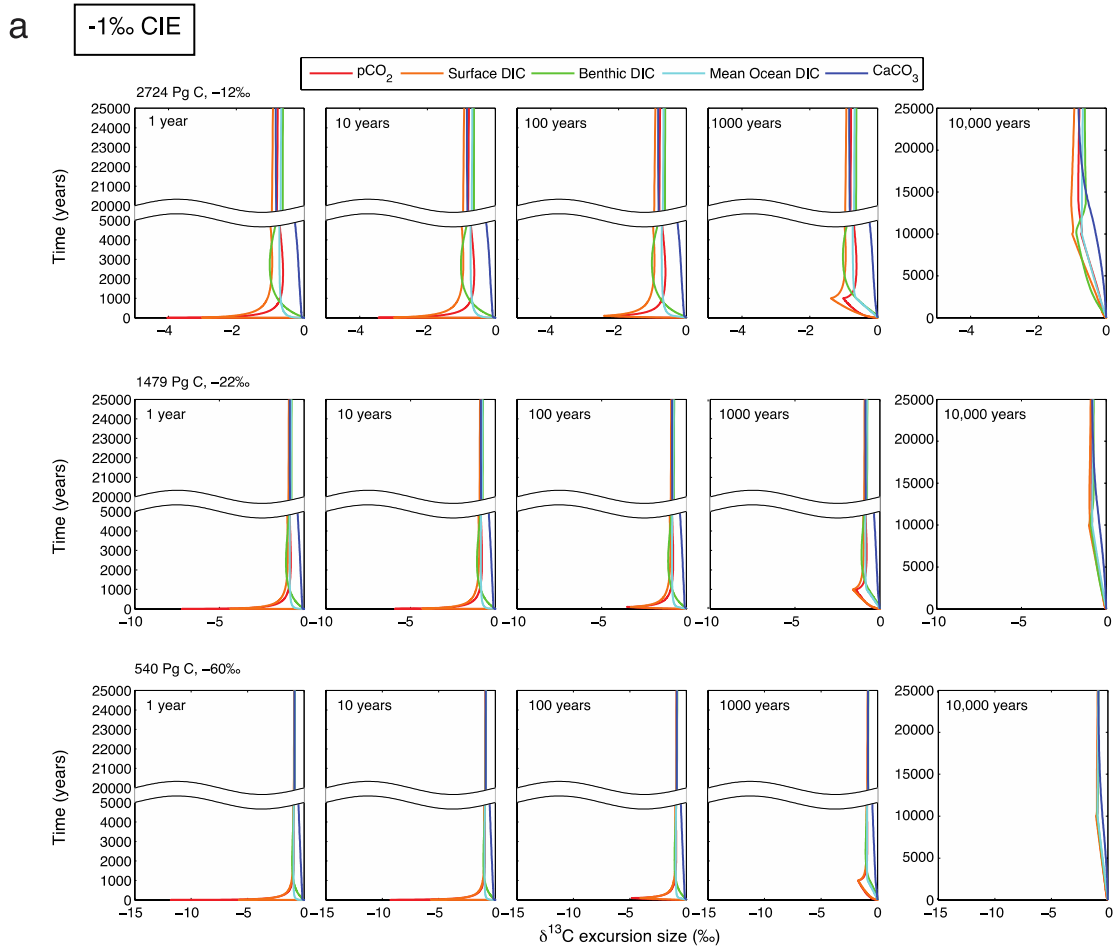 a
-1‰ CIE
pCO₂ Surface DIC Benthic DIC Mean Ocean DIC CaCO₃
2724 Pg C, −12‰
1 year 10 years 100 years 1000 years 10,000 years
Time (years)
25000 24000 23000 22000 21000 20000 5000 4000 3000 2000 1000 0
25000 20000 15000 10000 5000 0
−4 −2 0 −4 −2 0 −4 −2 0 −4 −2 0 −4 −2 0
1479 Pg C, −22‰
1 year 10 years 100 years 1000 years 10,000 years
Time (years)
25000 24000 23000 22000 21000 20000 5000 4000 3000 2000 1000 0
25000 20000 15000 10000 5000 0
−10 −5 0 −10 −5 0 −10 −5 0 −10 −5 0 −10 −5 0
540 Pg C, −60‰
1 year 10 years 100 years 1000 years 10,000 years
Time (years)
25000 24000 23000 22000 21000 20000 5000 4000 3000 2000 1000 0
25000 20000 15000 10000 5000 0
−15 −10 −5 0 −15 −10 −5 0 −15 −10 −5 0 −15 −10 −5 0 −15 −10 −5 0
δ¹³C excursion size (‰)